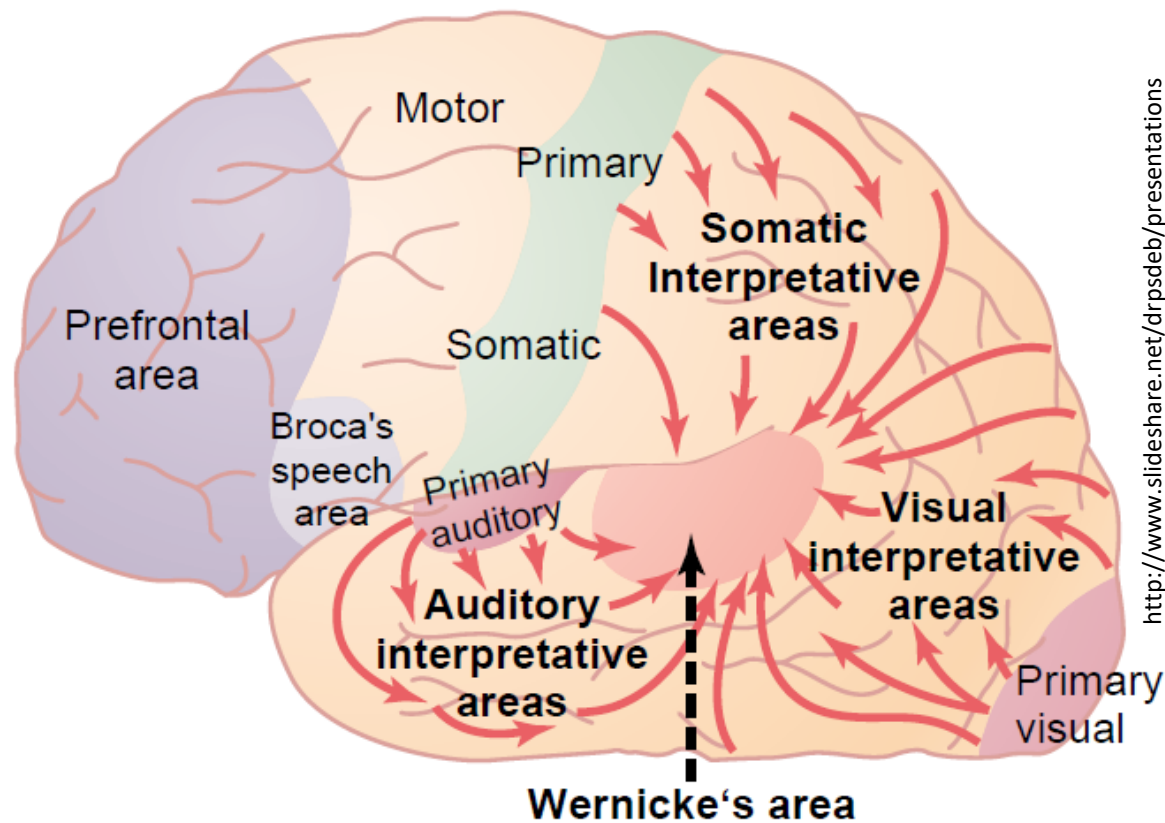 Motor
Primary
Somatic
Interpretative
areas
Prefrontal
area
Somatic
Broca's
speech
area
Primary
auditory
Visual
interpretative
areas
Auditory
interpretative
areas
Primary
visual
Wernicke‘s area
http://www.slideshare.net/drpsdeb/presentations